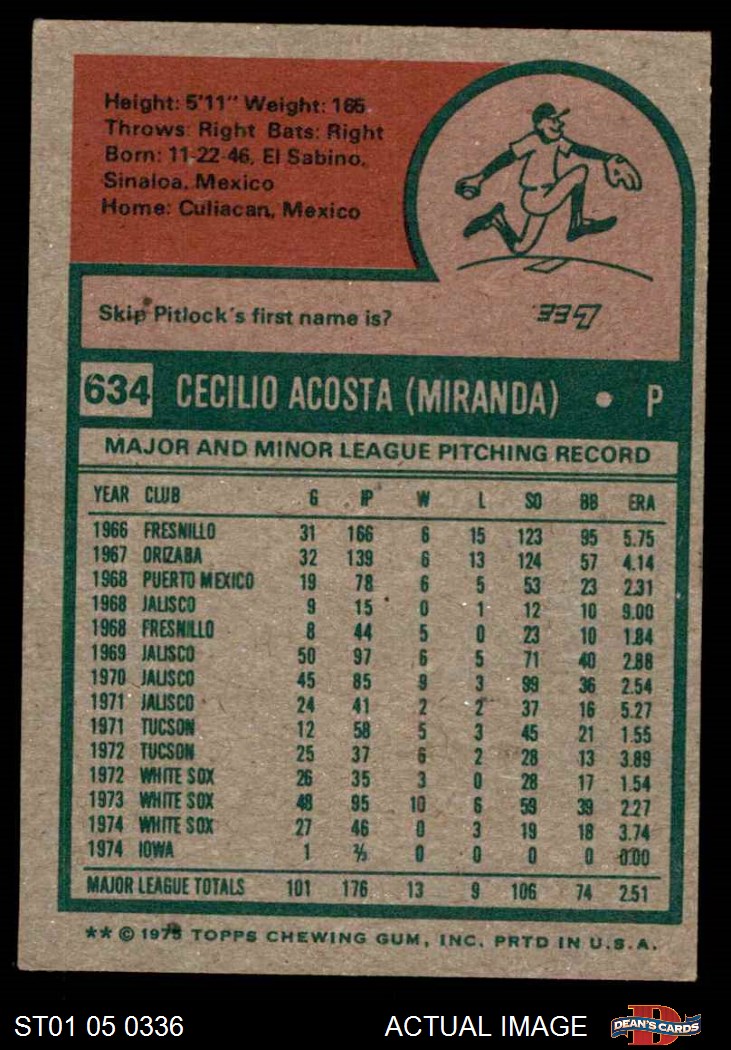 Height: 5'11" Weight: 165
Throws: Right Bats: Right
Born: 11-22-46, El Sabino,
Sinaloa, Mexico
Home: Culiacan, Mexico
Skip Pitlock's first name is?
LEE
634 CECILIO ACOSTA (MIRANDA) • P
MAJOR AND MINOR LEAGUE PITCHING RECORD
YEAR CLUB G IP W L SO BB ERA
1966 FRESNILLO 31 166 6 15 123 95 5.75
1967 ORIZABA 32 139 6 13 124 57 4.14
1968 PUERTO MEXICO 19 78 6 5 53 23 2.31
1968 JALISCO 9 15 0 1 12 10 9.00
1968 FRESNILLO 8 44 5 0 23 10 1.84
1969 JALISCO 50 97 6 5 71 40 2.88
1970 JALISCO 45 85 9 3 99 36 2.54
1971 JALISCO 24 41 2 2 37 16 5.27
1971 TUCSON 12 58 5 3 45 21 1.55
1972 TUCSON 25 37 6 2 28 13 3.89
1972 WHITE SOX 26 35 3 0 28 17 1.54
1973 WHITE SOX 48 95 10 6 59 39 2.27
1974 WHITE SOX 27 46 0 3 19 18 3.74
1974 IOWA 1 ⅔ 0 0 0 0 0.00
MAJOR LEAGUE TOTALS 101 176 13 9 106 74 2.51
** © 1975 TOPPS CHEWING GUM, INC. PRTD IN U.S.A.
ST01 05 0336 ACTUAL IMAGE D DEAN'S CARDS